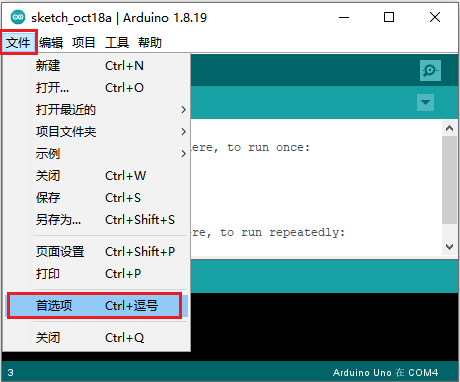 sketch_oct18a | Arduino 1.8.19
文件 编辑 项目 工具 帮助
新建 Ctrl+N
打开... Ctrl+O
打开最近的
项目文件夹
示例
ere, to run once:
关闭 Ctrl+W
保存 Ctrl+S
另存为... Ctrl+Shift+S
re, to run repeatedly:
页面设置 Ctrl+Shift+P
打印 Ctrl+P
首选项 Ctrl+逗号
关闭 Ctrl+Q
3 Arduino Uno 在 COM4